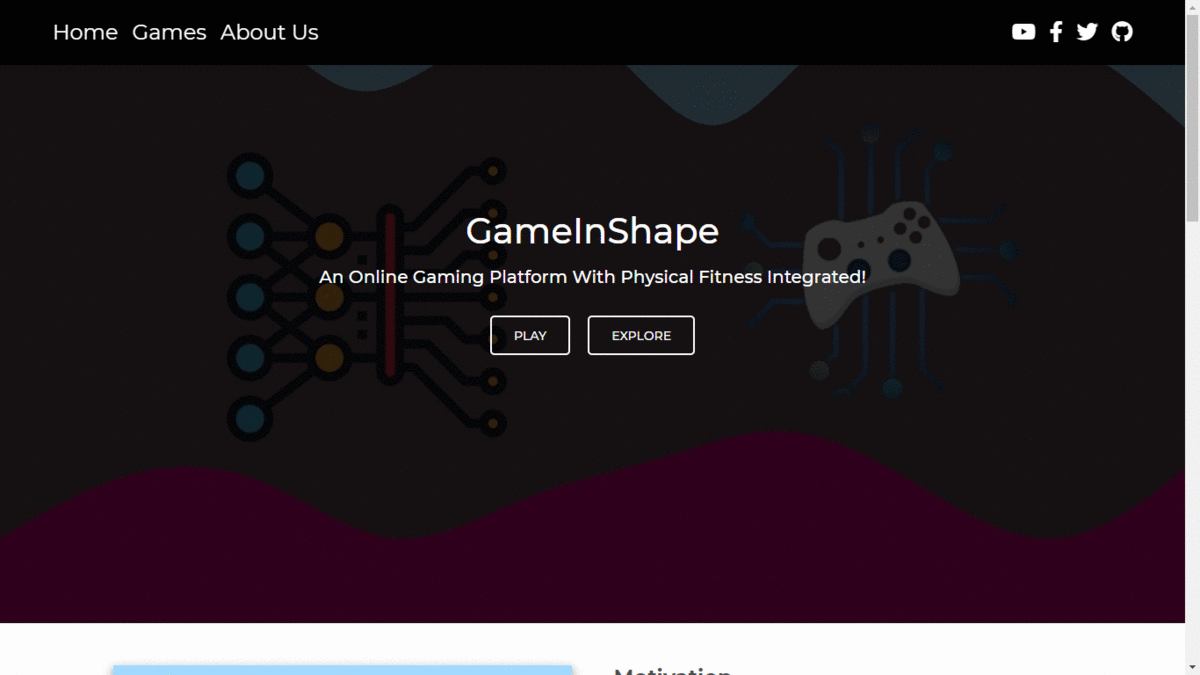 Home Games About Us
GameInShape
An Online Gaming Platform With Physical Fitness Integrated!
PLAY EXPLORE
Motivation